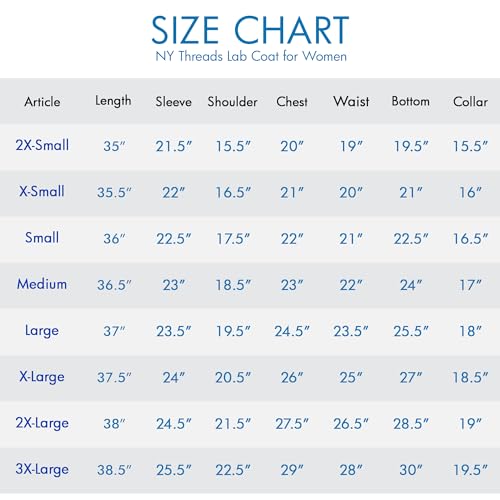 SIZE CHART
NY Threads Lab Coat for Women
Article Length Sleeve Shoulder Chest Waist Bottom Collar
2X-Small 35” 21.5” 15.5” 20” 19” 19.5” 15.5”
X-Small 35.5” 22” 16.5” 21” 20” 21” 16”
Small 36” 22.5” 17.5” 22” 21” 22.5” 16.5”
Medium 36.5” 23” 18.5” 23” 22” 24” 17”
Large 37” 23.5” 19.5” 24.5” 23.5” 25.5” 18”
X-Large 37.5” 24” 20.5” 26” 25” 27” 18.5”
2X-Large 38” 24.5” 21.5” 27.5” 26.5” 28.5” 19”
3X-Large 38.5” 25.5” 22.5” 29” 28” 30” 19.5”